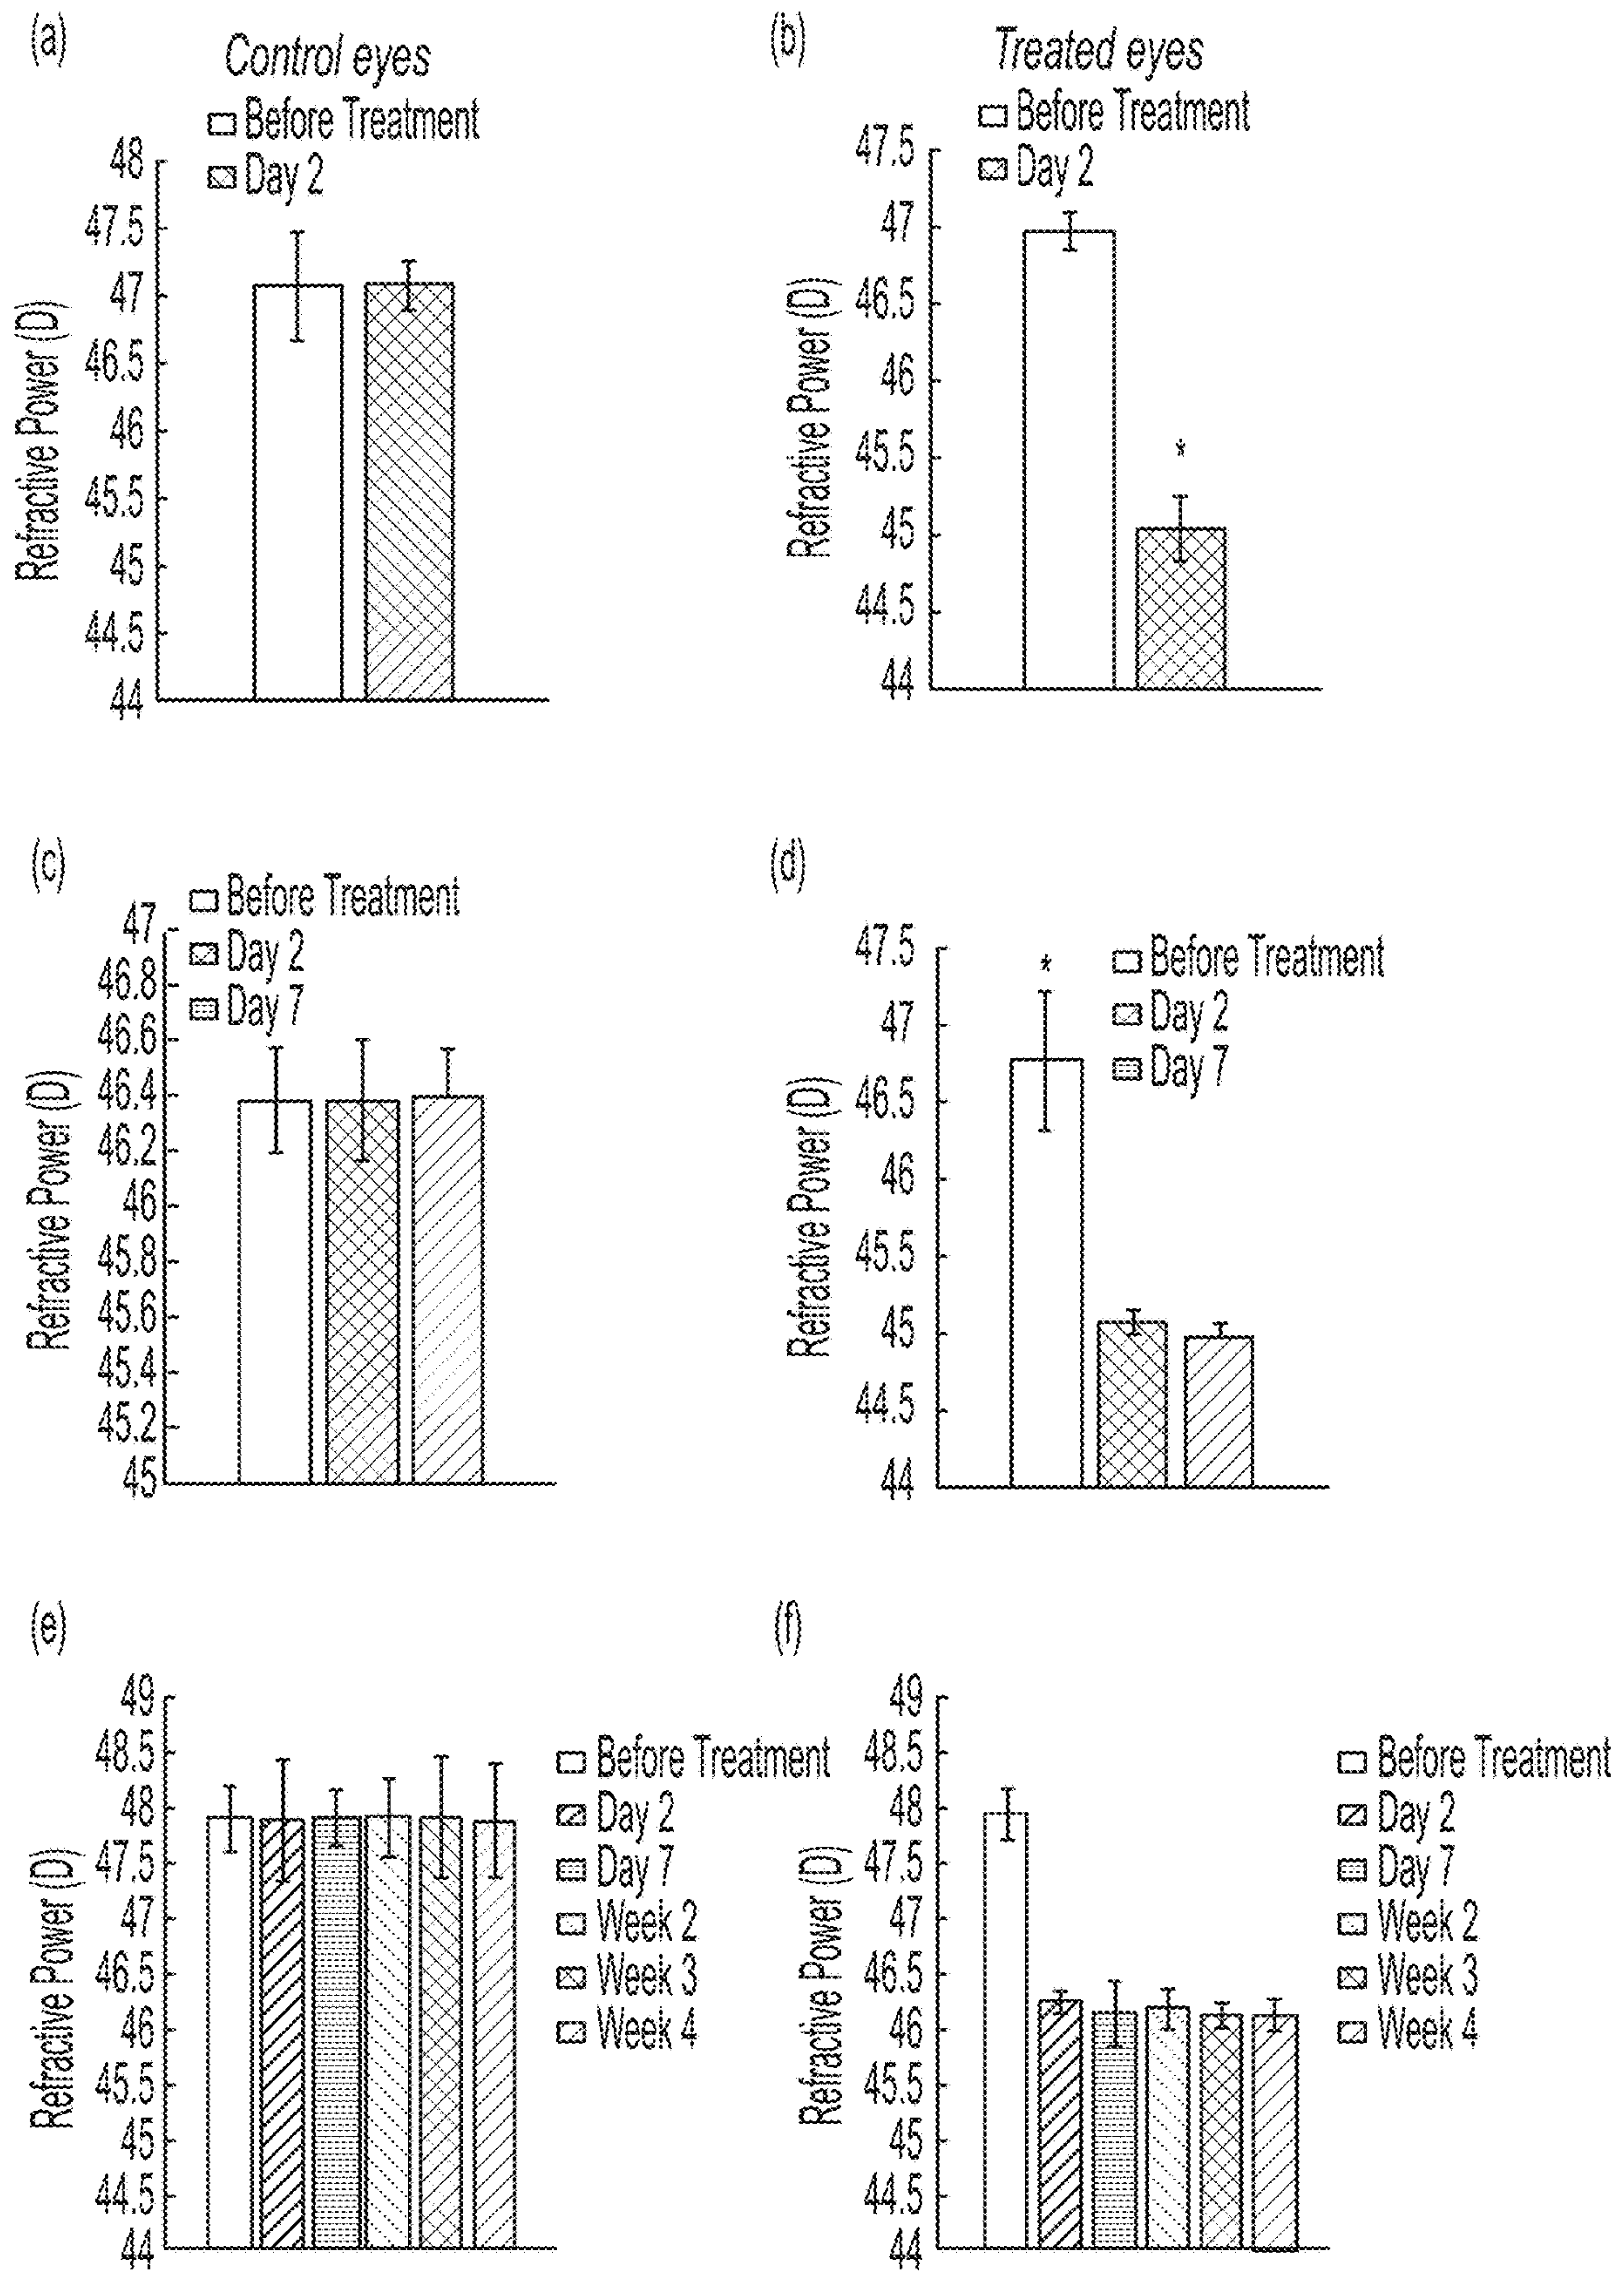 (a)
Control eyes
Before Treatment
Day 2
48
47.5
47
46.5
46
45.5
45
44.5
44
Refractive Power (D)
(b)
Treated eyes
Before Treatment
Day 2
47.5
47
46.5
46
45.5
45
44.5
44
Refractive Power (D)
*
(c)
Before Treatment
Day 2
Day 7
47
46.8
46.6
46.4
46.2
46
45.8
45.6
45.4
45.2
45
Refractive Power (D)
(d)
Before Treatment
Day 2
Day 7
47.5
47
46.5
46
45.5
45
44.5
44
Refractive Power (D)
*
(e)
49
48.5
48
47.5
47
46.5
46
45.5
45
44.5
44
Refractive Power (D)
Before Treatment
Day 2
Day 7
Week 2
Week 3
Week 4
(f)
49
48.5
48
47.5
47
46.5
46
45.5
45
44.5
44
Refractive Power (D)
Before Treatment
Day 2
Day 7
Week 2
Week 3
Week 4